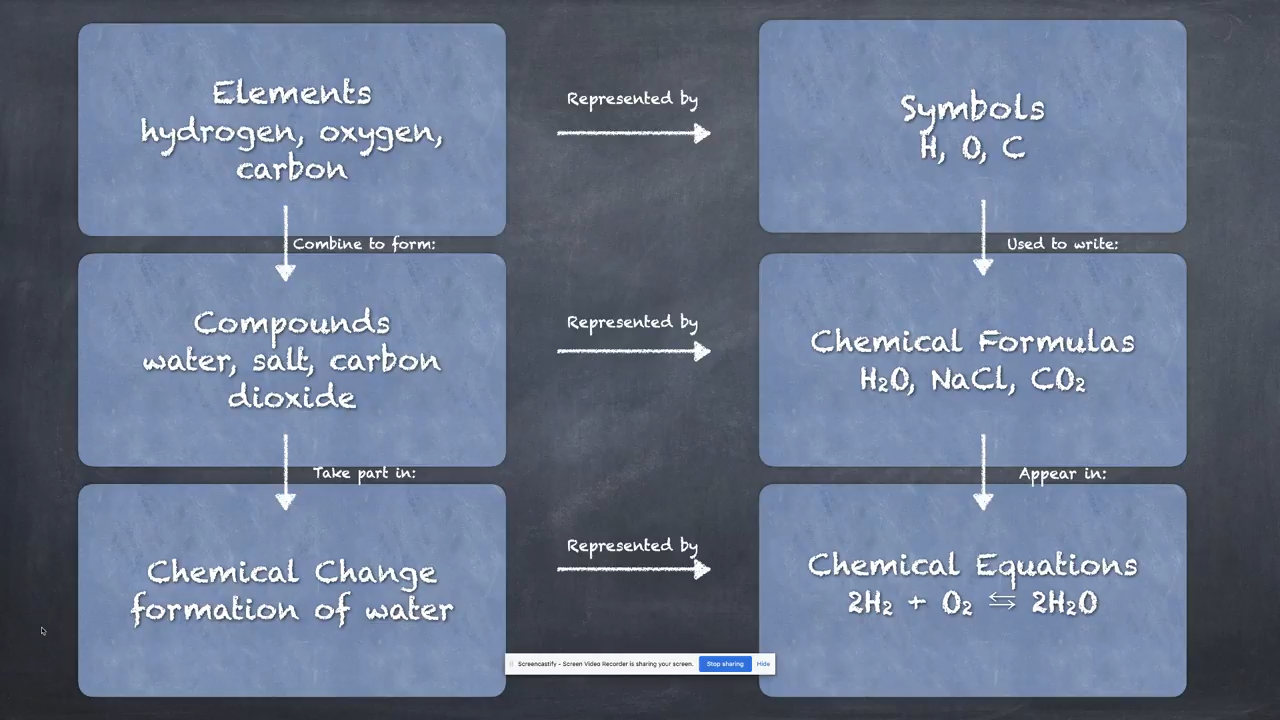 Elements
hydrogen, oxygen,
carbon
Represented by
Symbols
H, O, C
Combine to form:
Used to write:
Compounds
water, salt, carbon
dioxide
Represented by
Chemical Formulas
H₂O, NaCl, CO₂
Take part in:
Appear in:
Chemical Change
formation of water
Represented by
Chemical Equations
2H₂ + O₂ ⇆ 2H₂O
Screencastify - Screen Video Recorder is sharing your screen. Stop sharing Hide